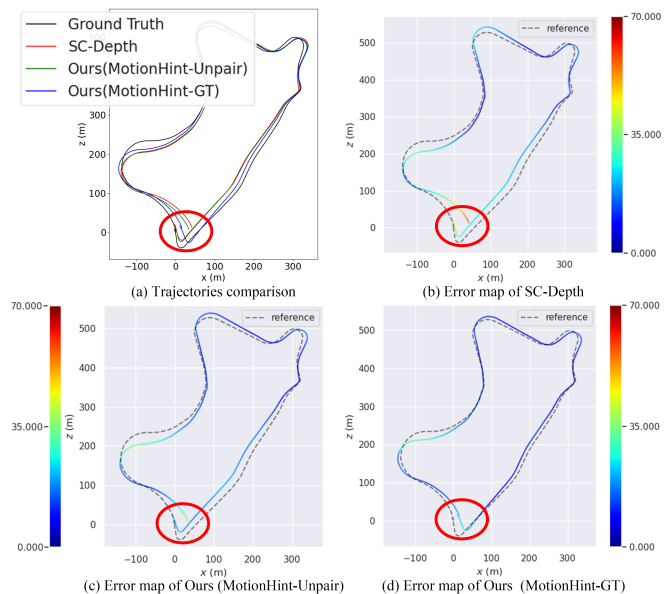 Ground Truth
SC-Depth
Ours(MotionHint-Unpair)
Ours(MotionHint-GT)
300
200
100
0
z (m)
−100 0 100 200 300
x (m)
(a) Trajectories comparison
reference
500
400
300
200
100
0
z (m)
−100 0 100 200 300
x (m)
70.000
35.000
0.000
(b) Error map of SC-Depth
70.000
35.000
0.000
reference
500
400
300
200
100
0
z (m)
−100 0 100 200 300
x (m)
(c) Error map of Ours (MotionHint-Unpair)
reference
500
400
300
200
100
0
z (m)
−100 0 100 200 300
x (m)
70.000
35.000
0.000
(d) Error map of Ours (MotionHint-GT)